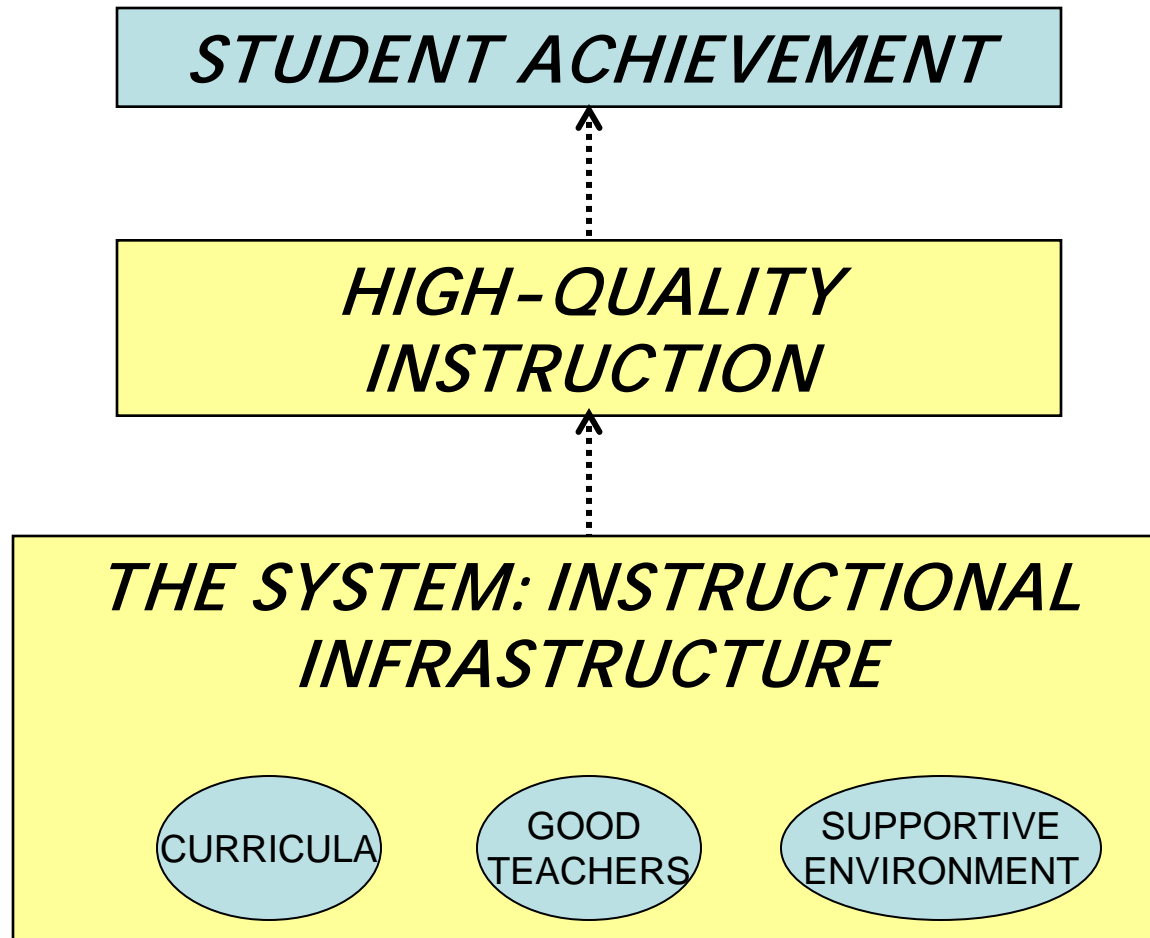 STUDENT ACHIEVEMENT
HIGH-QUALITY
INSTRUCTION
THE SYSTEM: INSTRUCTIONAL
INFRASTRUCTURE
CURRICULA
GOOD
TEACHERS
SUPPORTIVE
ENVIRONMENT